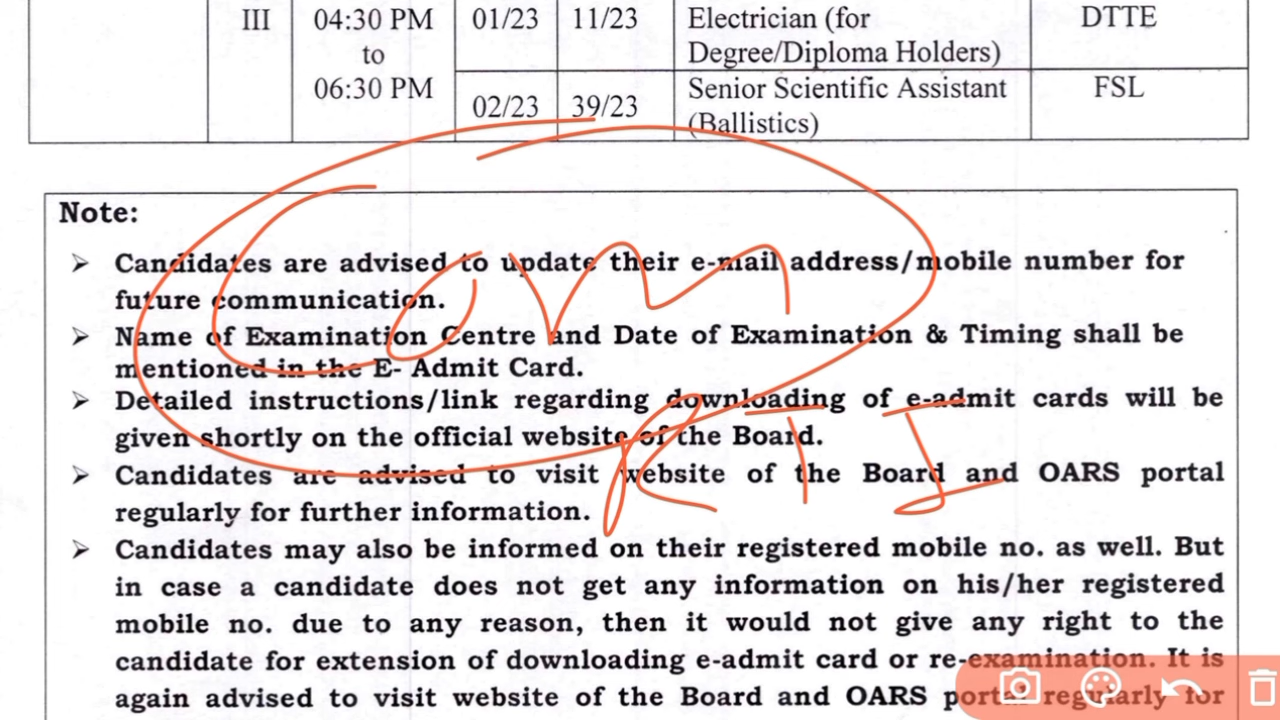 III 04:30 PM to 06:30 PM 01/23 11/23 Electrician (for Degree/Diploma Holders) DTTE
02/23 39/23 Senior Scientific Assistant (Ballistics) FSL
Note:
➢ Candidates are advised to update their e-mail address/mobile number for
future communication.
➢ Name of Examination Centre and Date of Examination & Timing shall be
mentioned in the E- Admit Card.
➢ Detailed instructions/link regarding downloading of e-admit cards will be
given shortly on the official website of the Board.
➢ Candidates are advised to visit website of the Board and OARS portal
regularly for further information.
➢ Candidates may also be informed on their registered mobile no. as well. But
in case a candidate does not get any information on his/her registered
mobile no. due to any reason, then it would not give any right to the
candidate for extension of downloading e-admit card or re-examination. It is
again advised to visit website of the Board and OARS portal regularly for
RTI